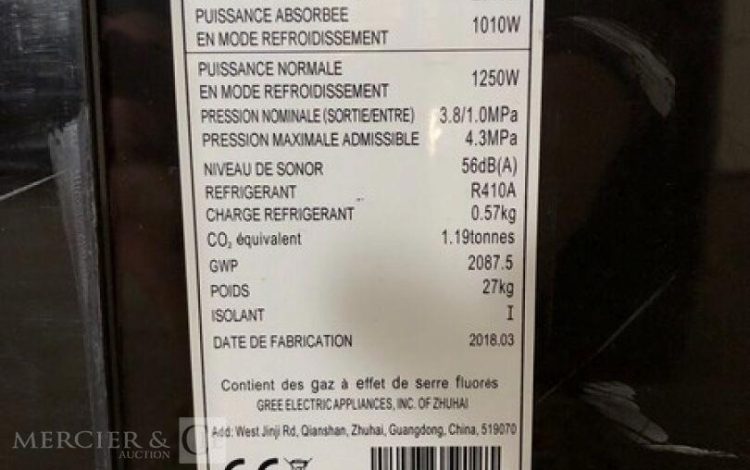 PUISSANCE ABSORBEE
EN MODE REFROIDISSEMENT 1010W
PUISSANCE NORMALE
EN MODE REFROIDISSEMENT 1250W
PRESSION NOMINALE (SORTIE/ENTRE) 3.8/1.0MPa
PRESSION MAXIMALE ADMISSIBLE 4.3MPa
NIVEAU DE SONOR 56dB(A)
REFRIGERANT R410A
CHARGE REFRIGERANT 0.57kg
CO₂ équivalent 1.19tonnes
GWP 2087.5
POIDS 27kg
ISOLANT I
DATE DE FABRICATION 2018.03
Contient des gaz à effet de serre fluorés
GREE ELECTRIC APPLIANCES, INC. OF ZHUHAI
Add: West Jinji Rd, Qianshan, Zhuhai, Guangdong, China, 519070
CE
MERCIER & C
AUCTION